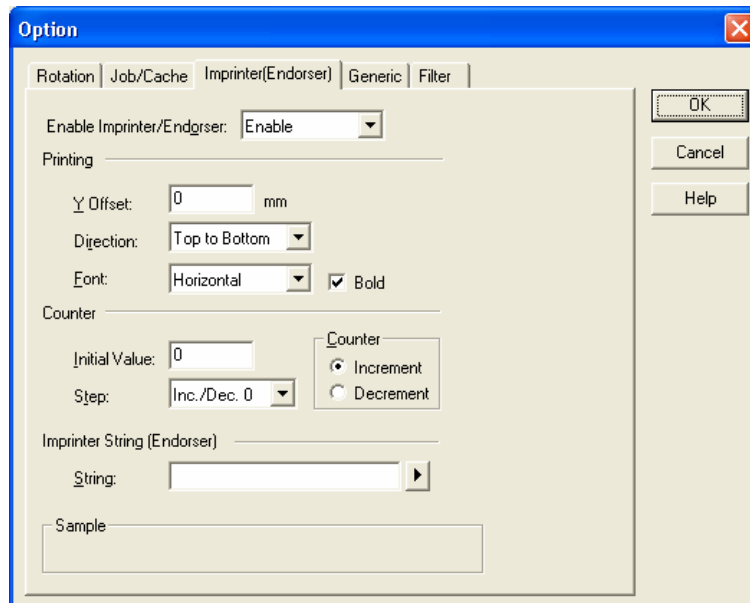 Option
Rotation Job/Cache Imprinter(Endorser) Generic Filter
OK
Enable Imprinter/Endorser: Enable
Cancel
Printing
Help
Y Offset: 0 mm
Direction: Top to Bottom
Font: Horizontal Bold
Counter
Counter
Initial Value: 0
Increment
Step: Inc./Dec. 0
Decrement
Imprinter String (Endorser)
String:
Sample